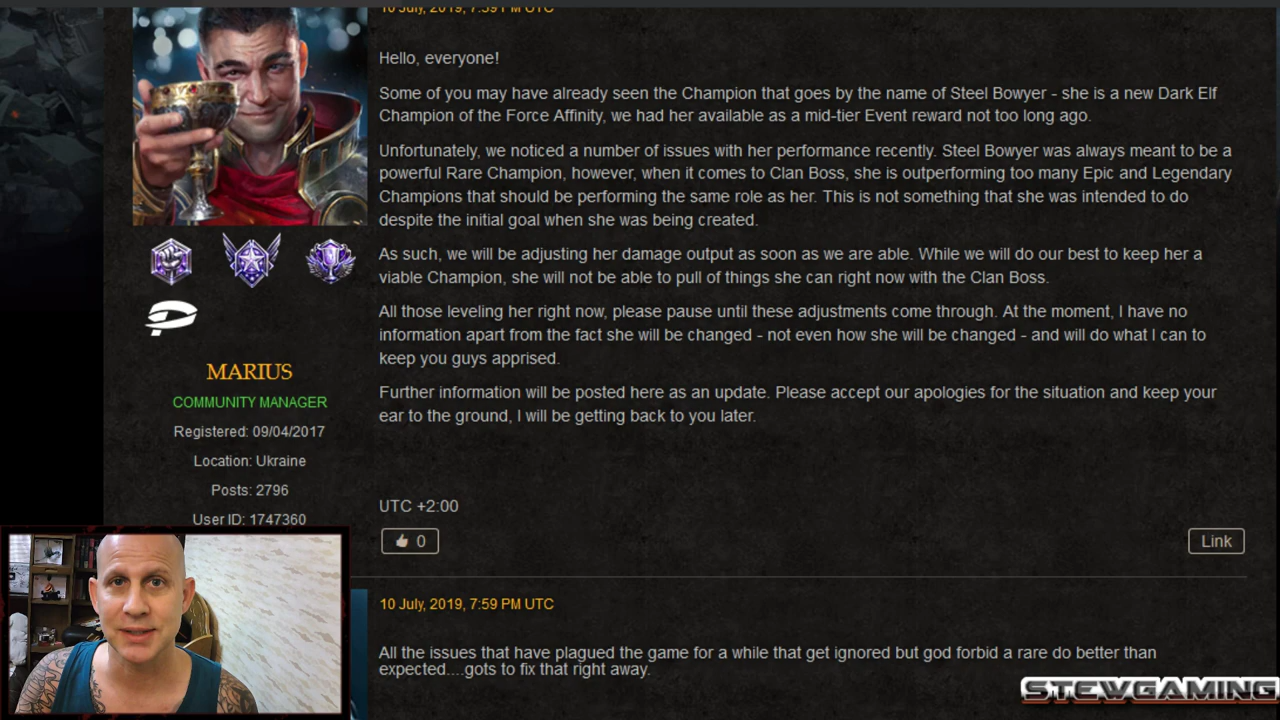 10 July, 2019, 7:59 PM UTC
Hello, everyone!
Some of you may have already seen the Champion that goes by the name of Steel Bowyer - she is a new Dark Elf
Champion of the Force Affinity, we had her available as a mid-tier Event reward not too long ago.
Unfortunately, we noticed a number of issues with her performance recently. Steel Bowyer was always meant to be a
powerful Rare Champion, however, when it comes to Clan Boss, she is outperforming too many Epic and Legendary
Champions that should be performing the same role as her. This is not something that she was intended to do
despite the initial goal when she was being created.
As such, we will be adjusting her damage output as soon as we are able. While we will do our best to keep her a
viable Champion, she will not be able to pull of things she can right now with the Clan Boss.
All those leveling her right now, please pause until these adjustments come through. At the moment, I have no
information apart from the fact she will be changed - not even how she will be changed - and will do what I can to
keep you guys apprised.
Further information will be posted here as an update. Please accept our apologies for the situation and keep your
ear to the ground, I will be getting back to you later.
UTC +2:00
0
Link
MARIUS
COMMUNITY MANAGER
Registered: 09/04/2017
Location: Ukraine
Posts: 2796
User ID: 1747360
10 July, 2019, 7:59 PM UTC
All the issues that have plagued the game for a while that get ignored but god forbid a rare do better than
expected....gots to fix that right away.
STEWGAMING